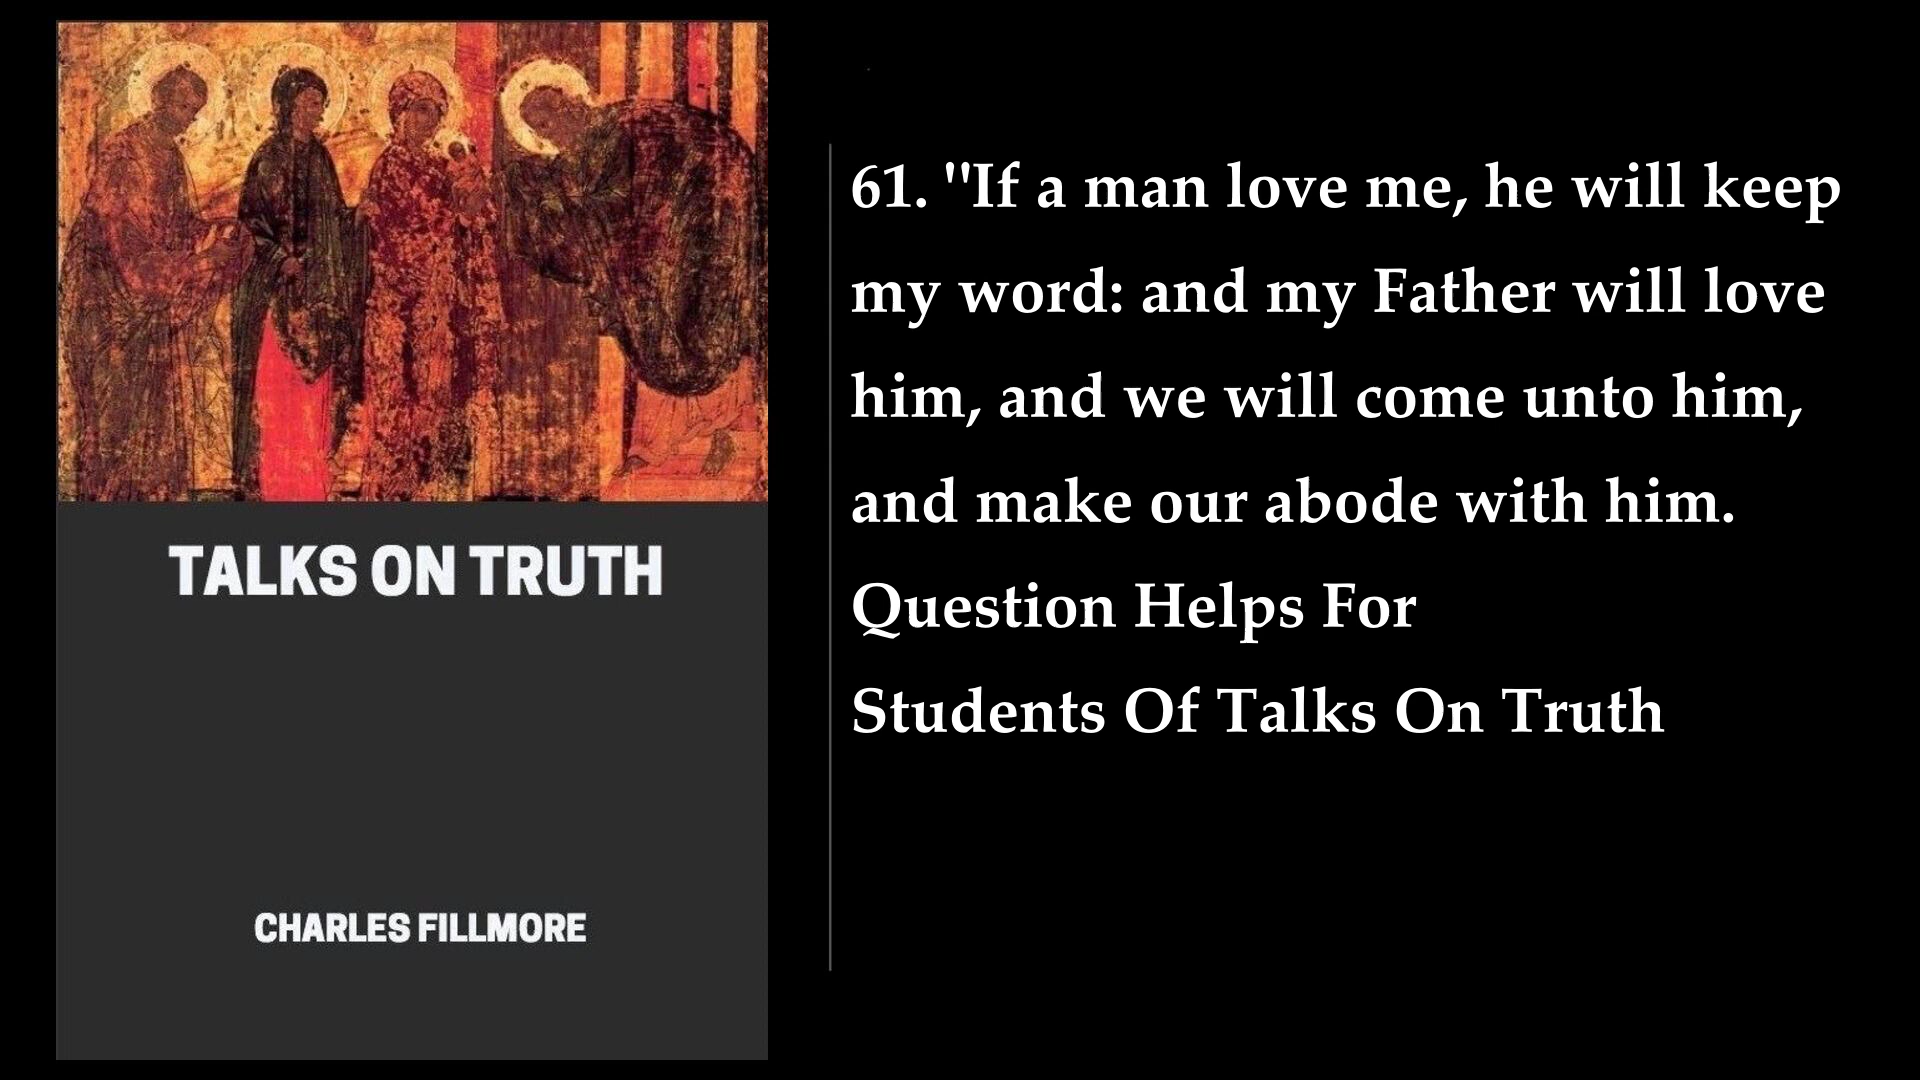 TALKS ON TRUTH
CHARLES FILLMORE
61. "If a man love me, he will keep
my word: and my Father will love
him, and we will come unto him,
and make our abode with him.
Question Helps For
Students Of Talks On Truth